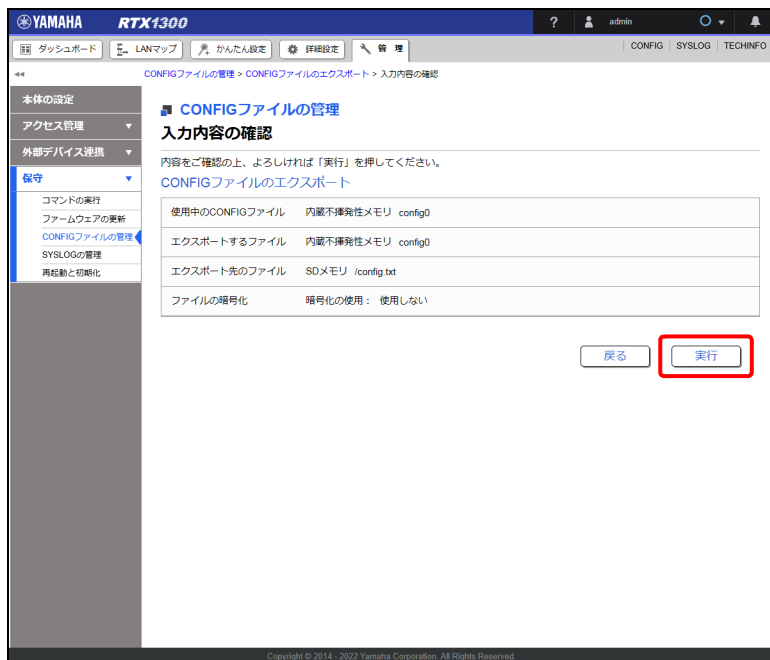 YAMAHA RTX1300 ? admin
ダッシュボード LANマップ かんたん設定 詳細設定 管 理 CONFIG | SYSLOG | TECHINFO
CONFIGファイルの管理 > CONFIGファイルのエクスポート > 入力内容の確認
本体の設定
アクセス管理
外部デバイス連携
保守
コマンドの実行
ファームウェアの更新
CONFIGファイルの管理
SYSLOGの管理
再起動と初期化
CONFIGファイルの管理
入力内容の確認
内容をご確認の上、よろしければ「実行」を押してください。
CONFIGファイルのエクスポート
使用中のCONFIGファイル 内蔵不揮発性メモリ config0
エクスポートするファイル 内蔵不揮発性メモリ config0
エクスポート先のファイル SDメモリ /config.txt
ファイルの暗号化 暗号化の使用： 使用しない
戻る 実行
Copyright © 2014 - 2022 Yamaha Corporation. All Rights Reserved.